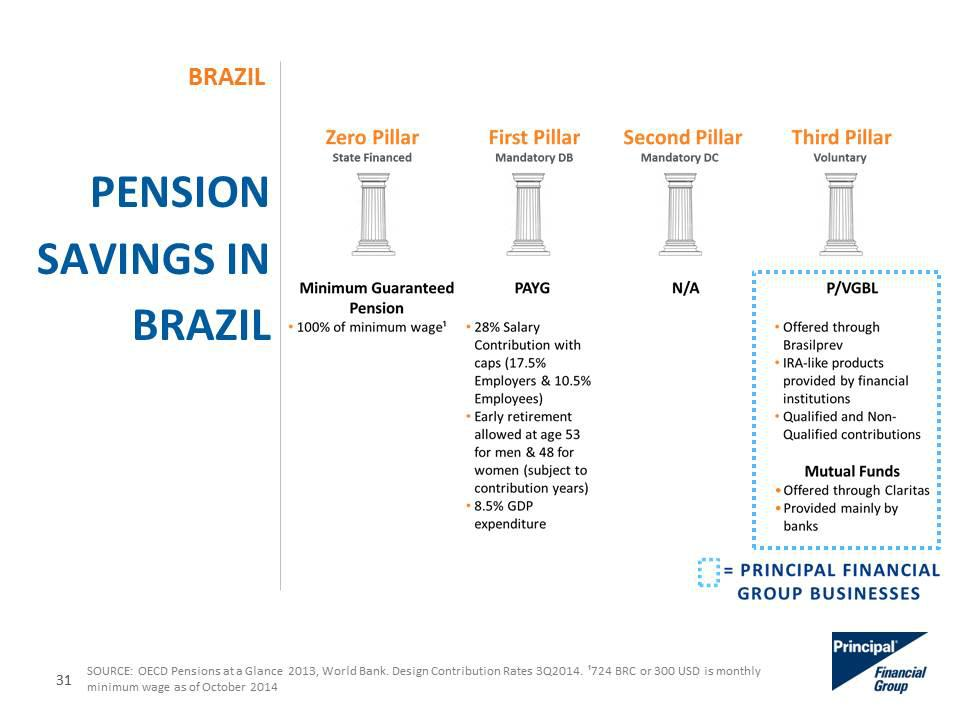 BRAZIL
PENSION
SAVINGS IN
BRAZIL
Zero Pillar
State Financed
Minimum Guaranteed
Pension
• 100% of minimum wage¹
First Pillar
Mandatory DB
PAYG
• 28% Salary
Contribution with
caps (17.5%
Employers & 10.5%
Employees)
• Early retirement
allowed at age 53
for men & 48 for
women (subject to
contribution years)
• 8.5% GDP
expenditure
Second Pillar
Mandatory DC
N/A
Third Pillar
Voluntary
P/VGBL
• Offered through
Brasilprev
• IRA-like products
provided by financial
institutions
• Qualified and Non-
Qualified contributions
Mutual Funds
• Offered through Claritas
• Provided mainly by
banks
= PRINCIPAL FINANCIAL
GROUP BUSINESSES
31
SOURCE: OECD Pensions at a Glance 2013, World Bank. Design Contribution Rates 3Q2014. ¹724 BRC or 300 USD is monthly
minimum wage as of October 2014
Principal®
Financial
Group